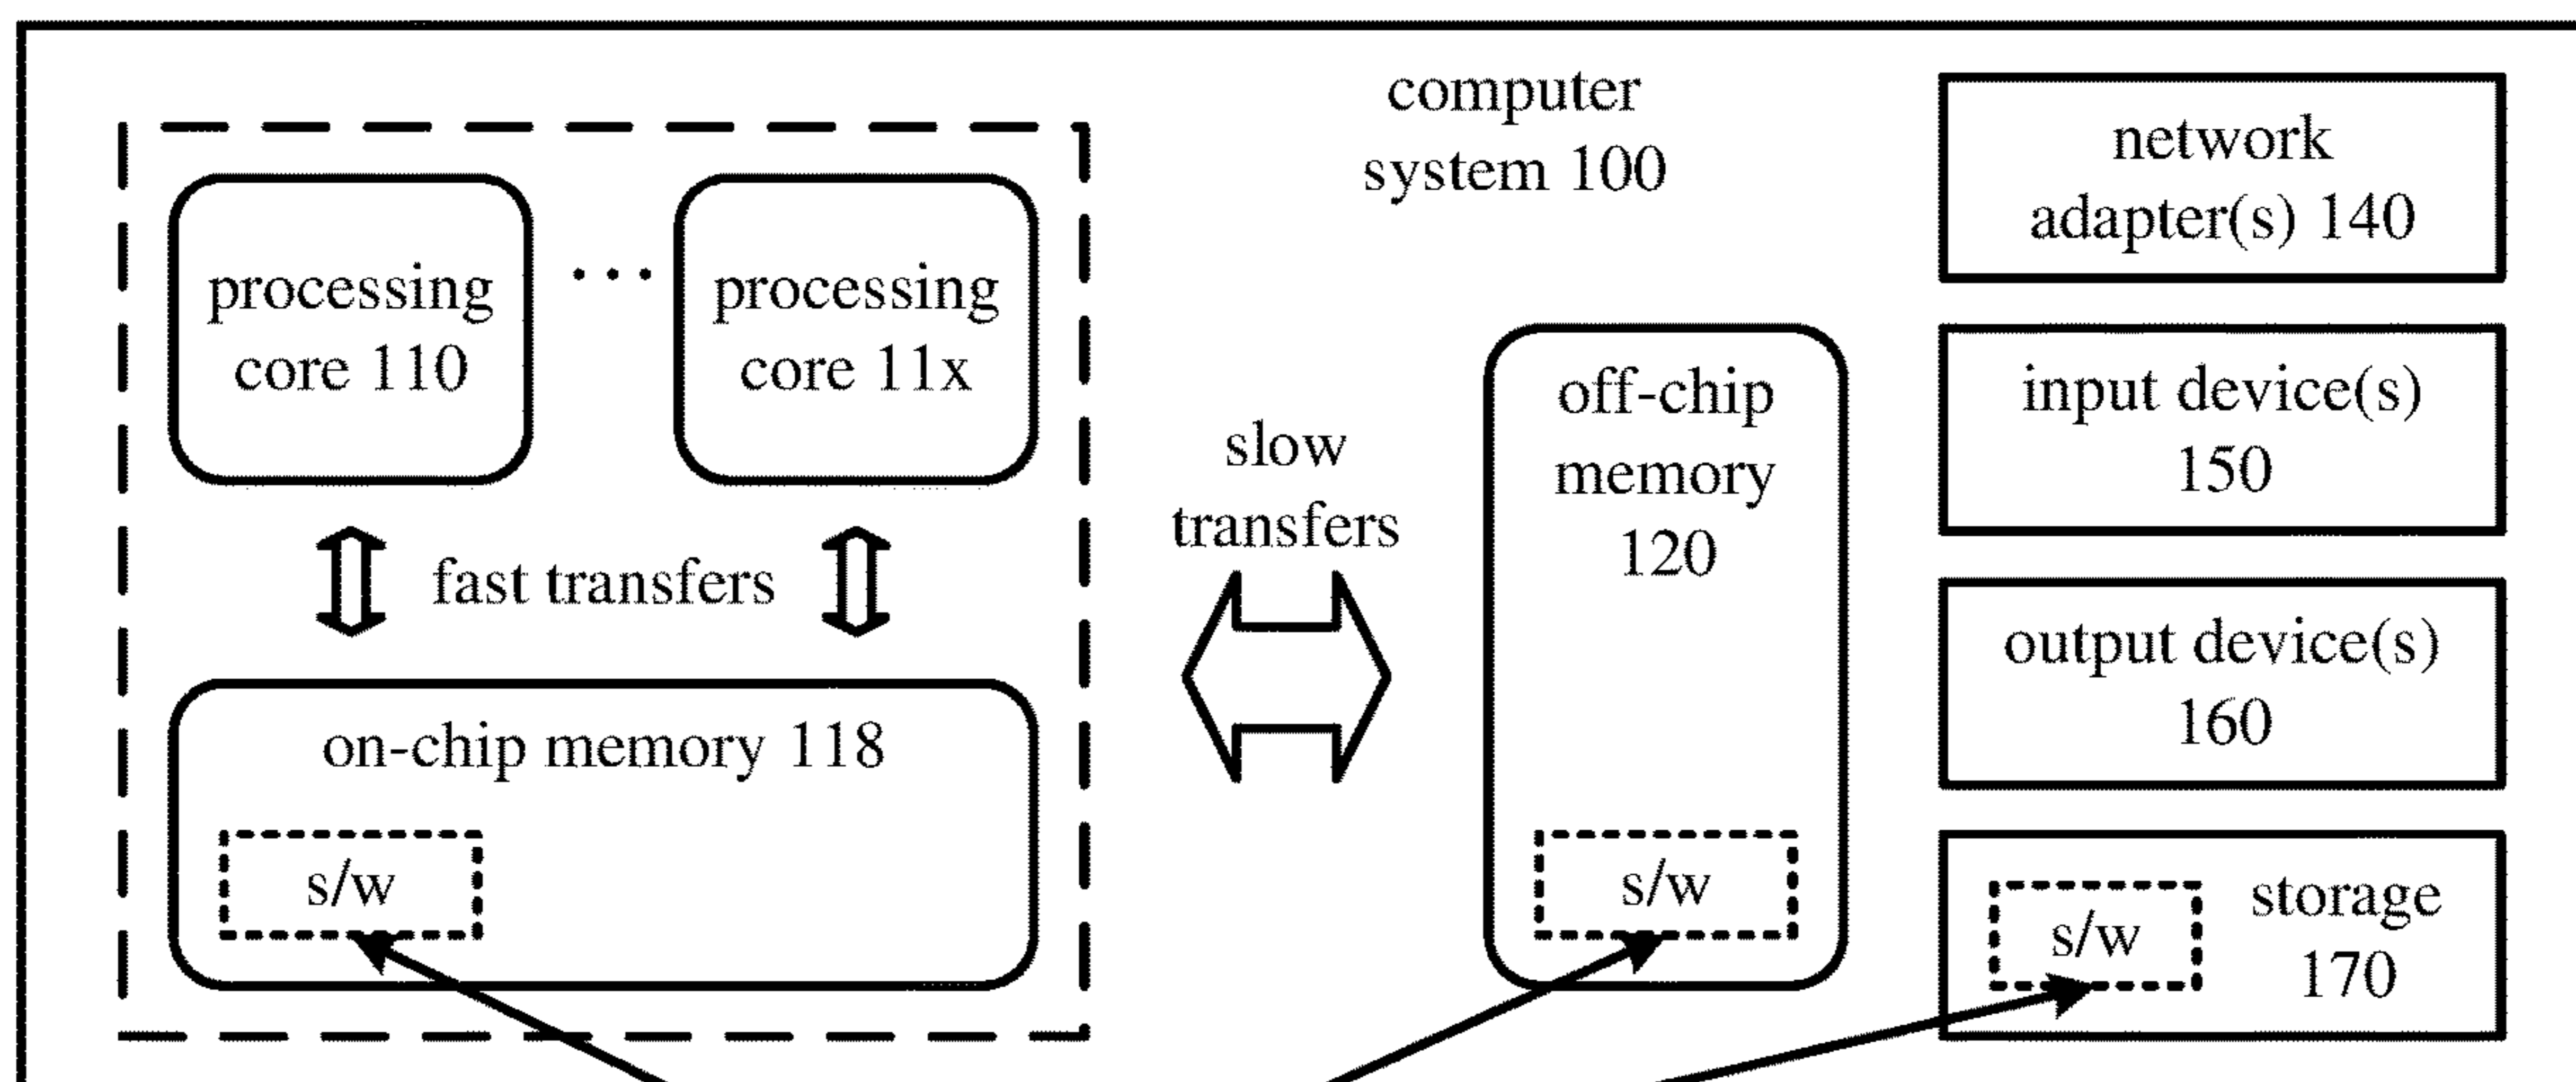 computer
system 100
processing
core 110
...
processing
core 11x
fast transfers
on-chip memory 118
s/w
slow
transfers
off-chip
memory
120
s/w
network
adapter(s) 140
input device(s)
150
output device(s)
160
s/w
storage
170